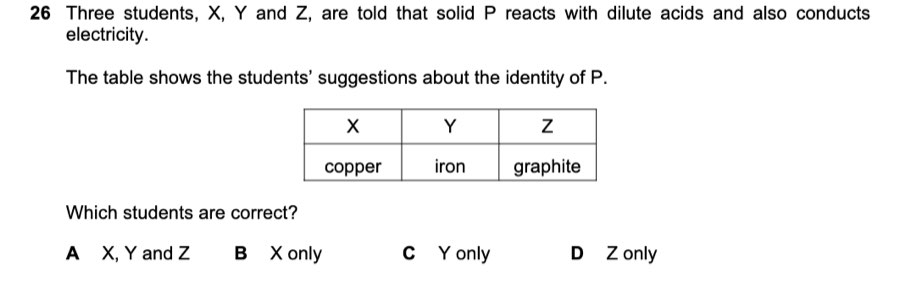 26 Three students, X, Y and Z, are told that solid P reacts with dilute acids and also conducts
electricity.
The table shows the students' suggestions about the identity of P.
X Y Z
copper iron graphite
Which students are correct?
A X, Y and Z B X only C Y only D Z only